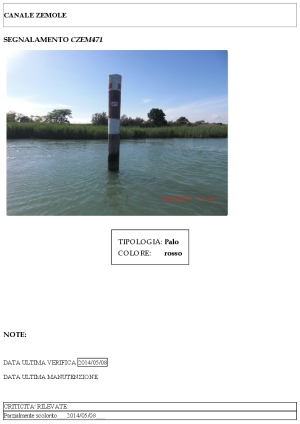 CANALE ZEMOLE
SEGNALAMENTO CZEM471
TIPOLOGIA: Palo
COLORE: rosso
NOTE:
DATA ULTIMA VERIFICA 2014/05/08
DATA ULTIMA MANUTENZIONE
CRITICITA' RILEVATE
Parzialmente scolorito 2014/05/08